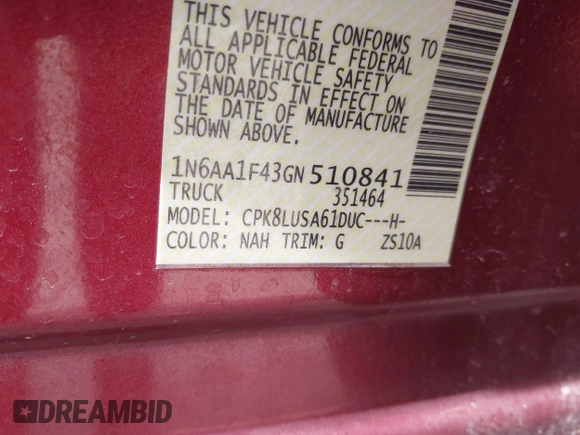 THIS VEHICLE CONFORMS TO
ALL APPLICABLE FEDERAL
MOTOR VEHICLE SAFETY
STANDARDS IN EFFECT ON
THE DATE OF MANUFACTURE
SHOWN ABOVE.
1N6AA1F43GN510841
TRUCK 351464
MODEL: CPK8LUSA61DUC---H-
COLOR: NAH TRIM: G ZS10A
DREAMBID